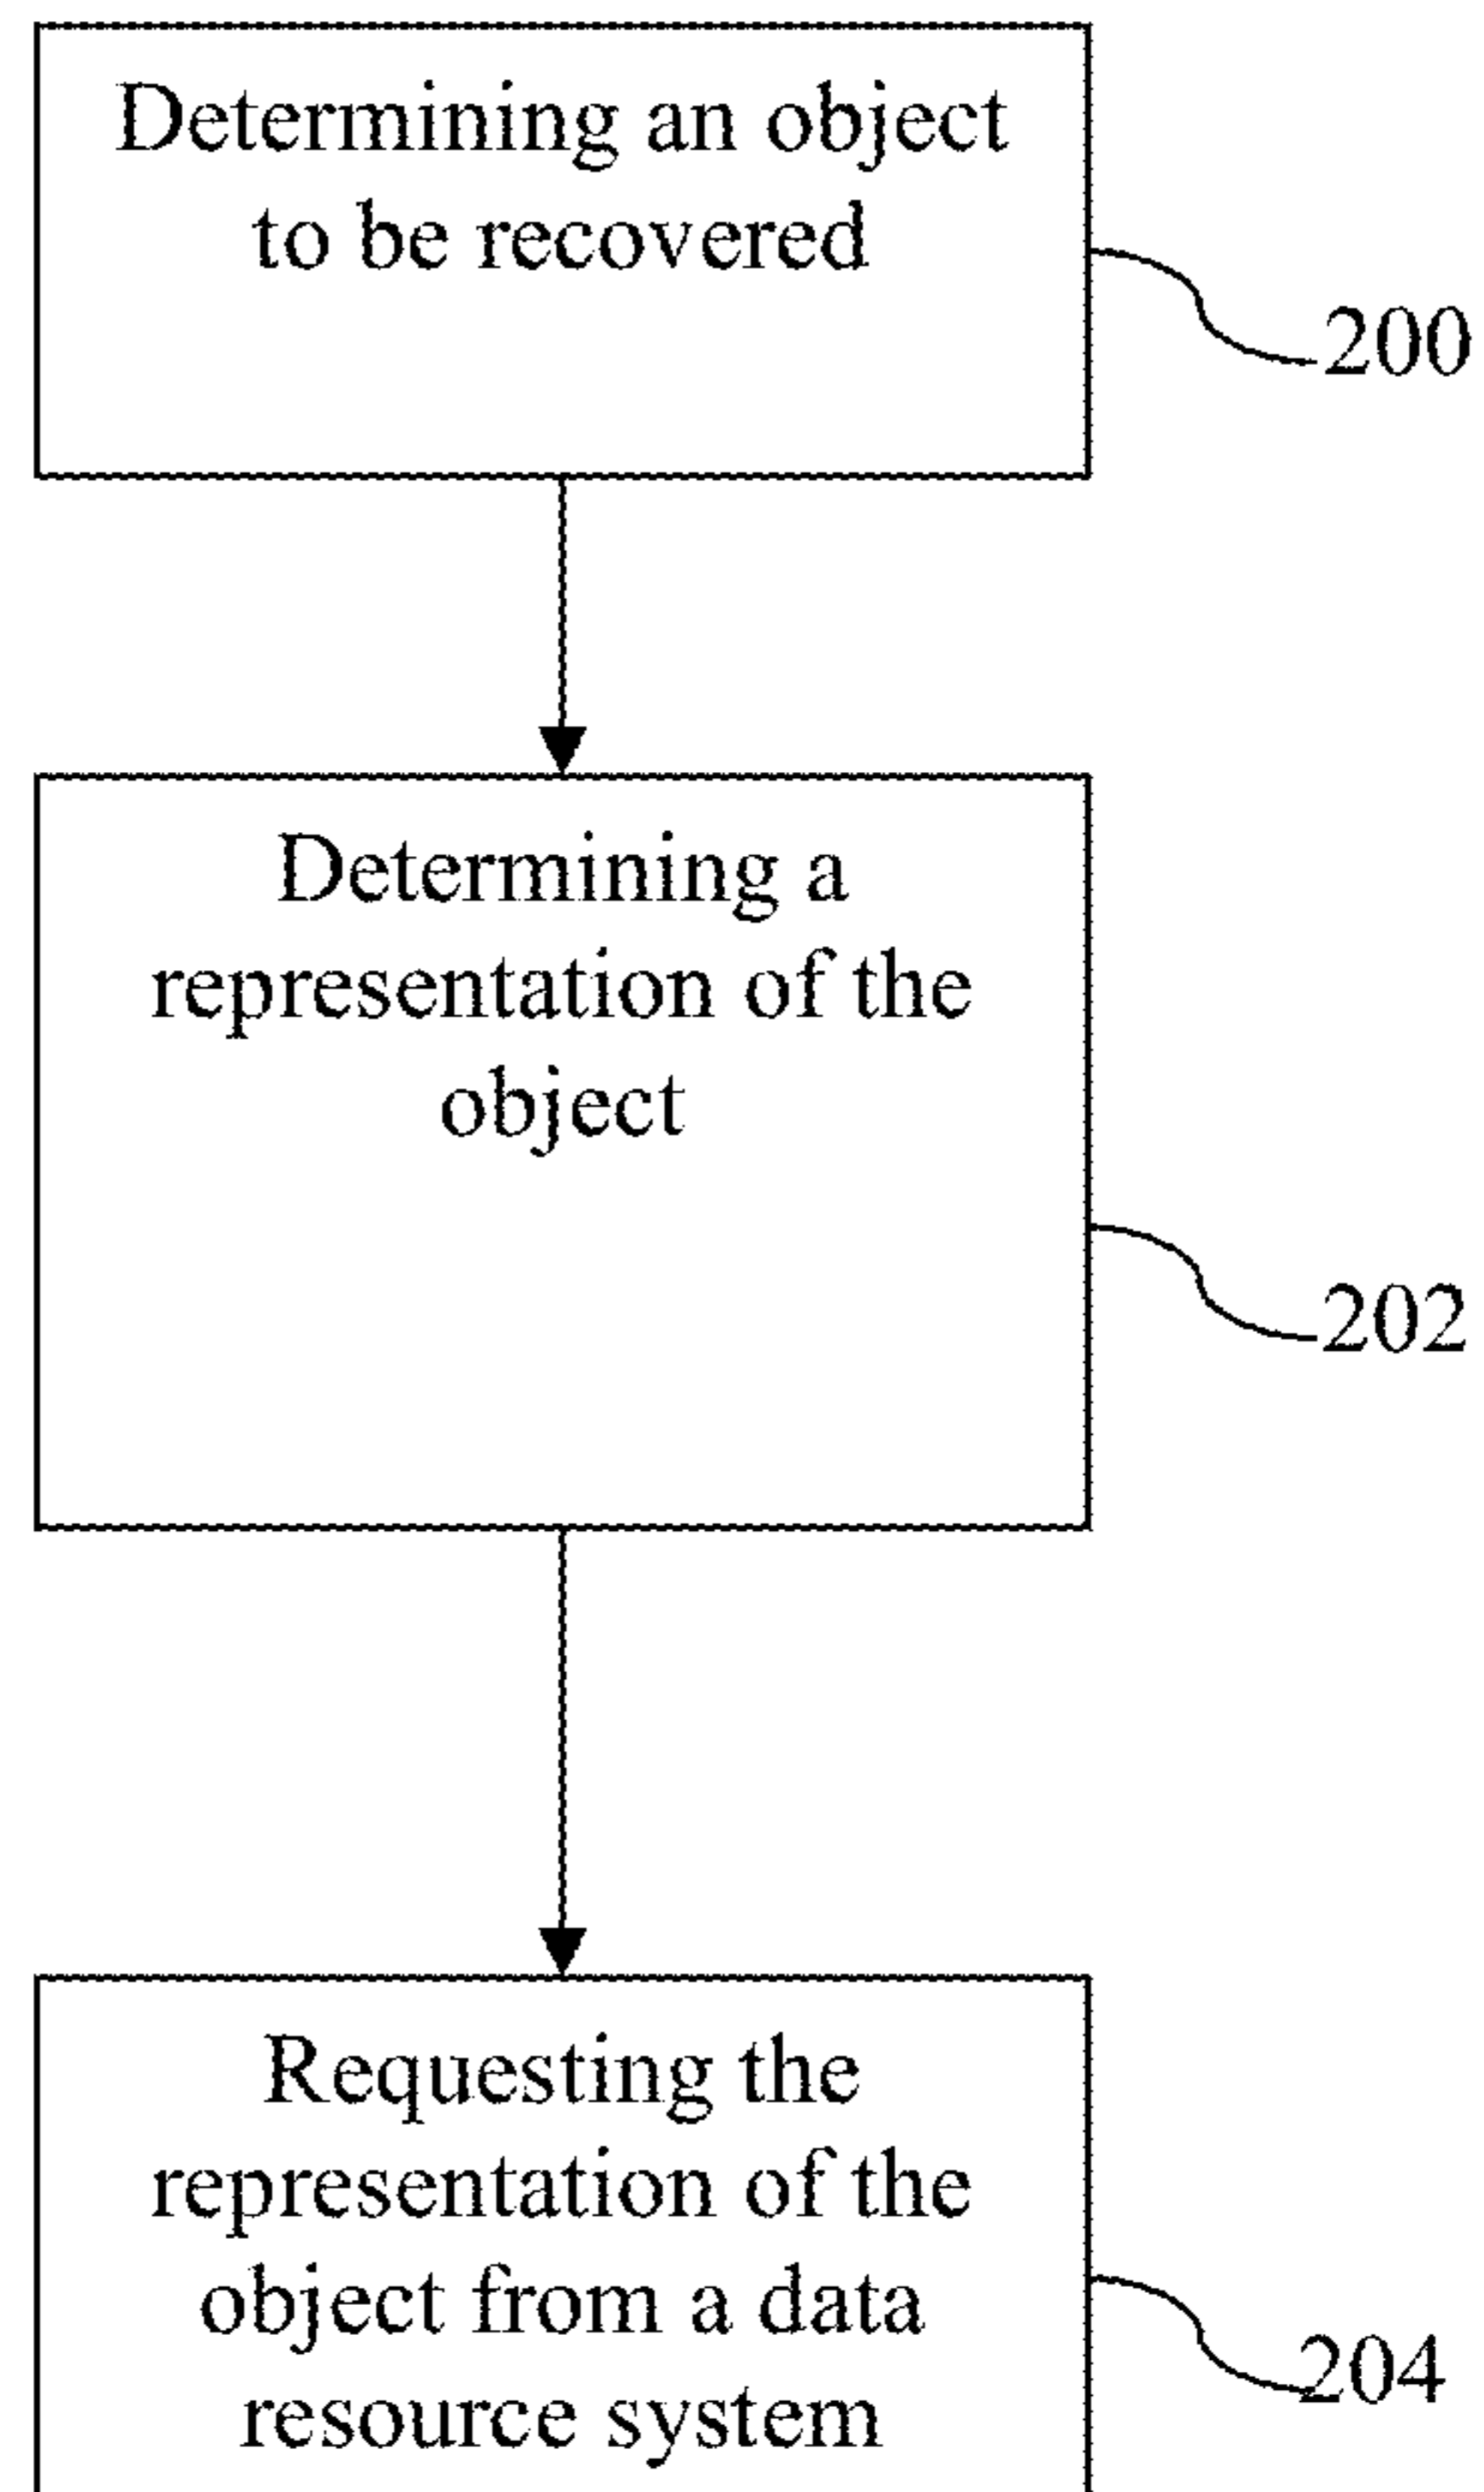 Determining an object
to be recovered
200
Determining a
representation of the
object
202
Requesting the
representation of the
object from a data
resource system
204